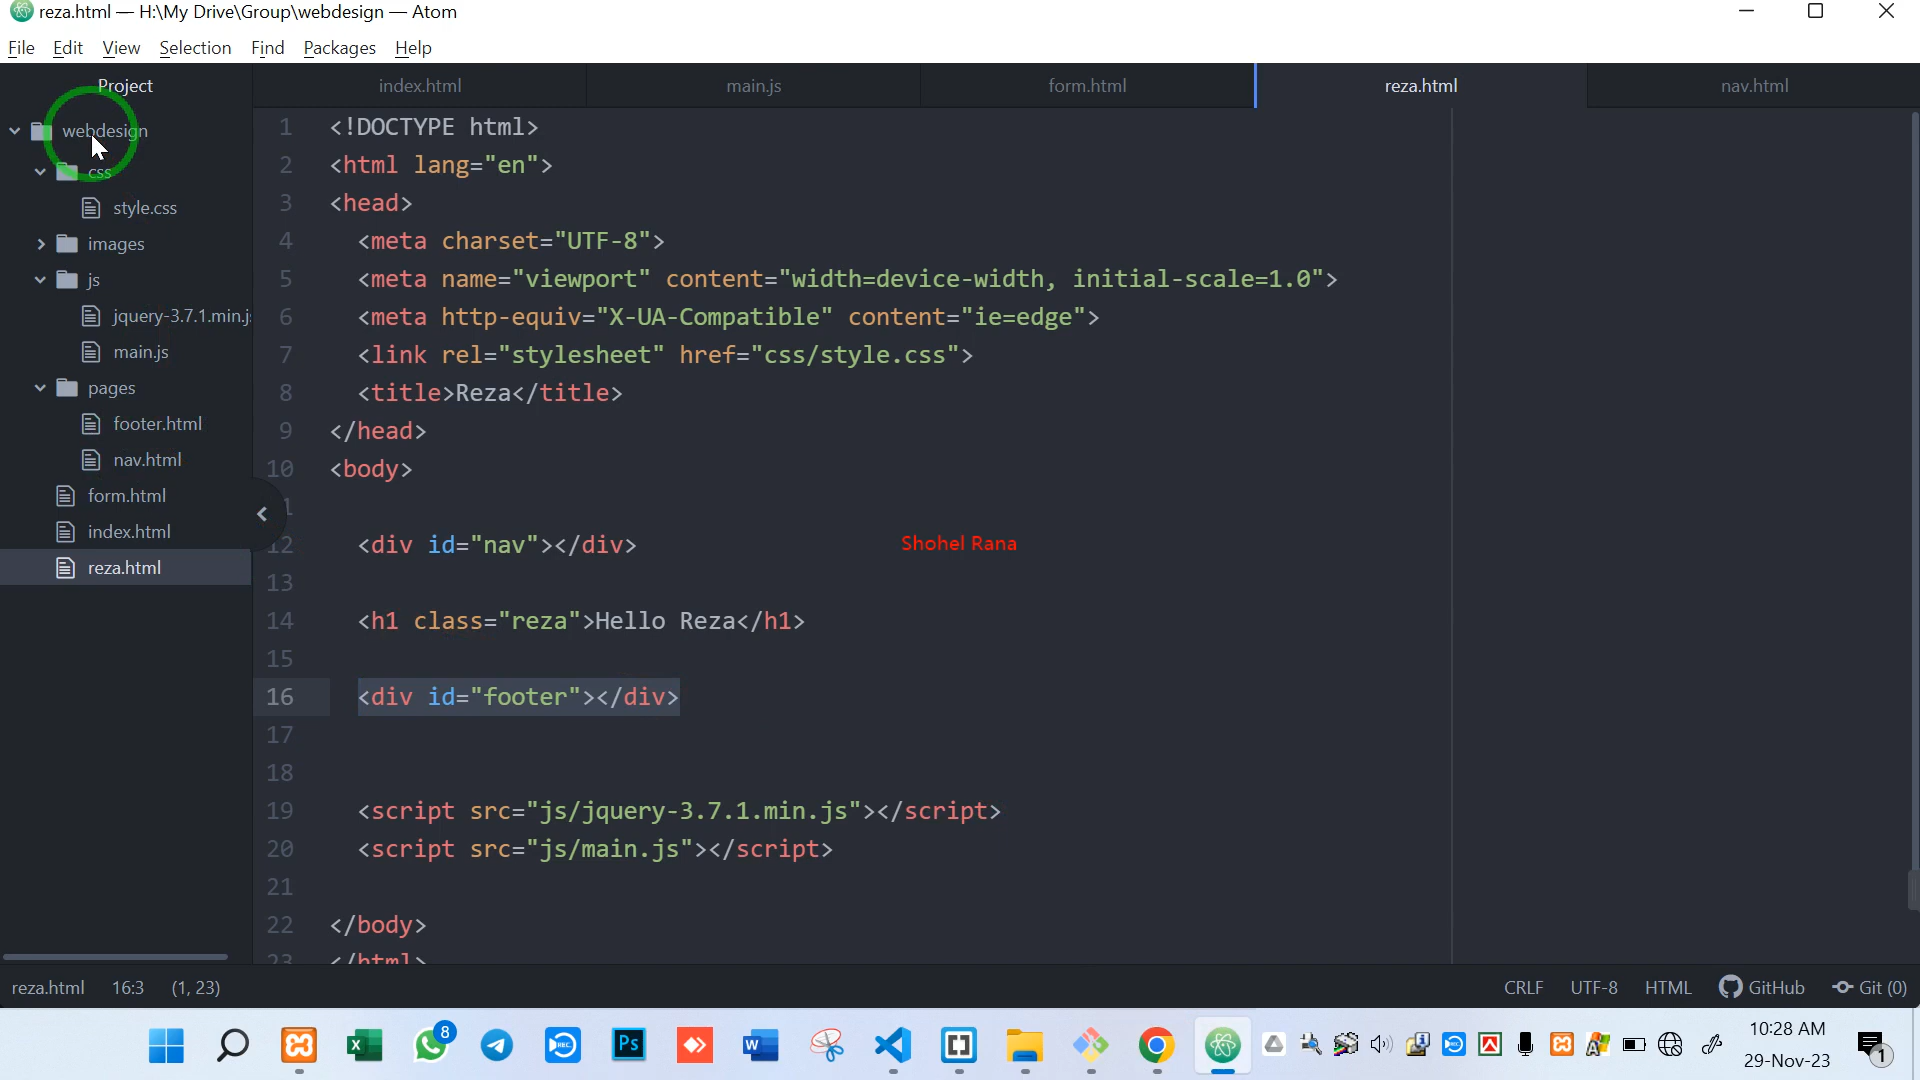 reza.html — H:\My Drive\Group\webdesign — Atom
File Edit View Selection Find Packages Help
Project
index.html main.js form.html reza.html nav.html
webdesign
css
style.css
images
js
jquery-3.7.1.min.j
main.js
pages
footer.html
nav.html
form.html
index.html
reza.html
1 <!DOCTYPE html>
2 <html lang="en">
3 <head>
4 <meta charset="UTF-8">
5 <meta name="viewport" content="width=device-width, initial-scale=1.0">
6 <meta http-equiv="X-UA-Compatible" content="ie=edge">
7 <link rel="stylesheet" href="css/style.css">
8 <title>Reza</title>
9 </head>
10 <body>
12 <div id="nav"></div>
Shohel Rana
13
14 <h1 class="reza">Hello Reza</h1>
15
16 <div id="footer"></div>
17
18
19 <script src="js/jquery-3.7.1.min.js"></script>
20 <script src="js/main.js"></script>
21
22 </body>
23 </html>
reza.html 16:3 (1, 23) CRLF UTF-8 HTML GitHub Git (0)
8 REC Ps W
10:28 AM
29-Nov-23
1